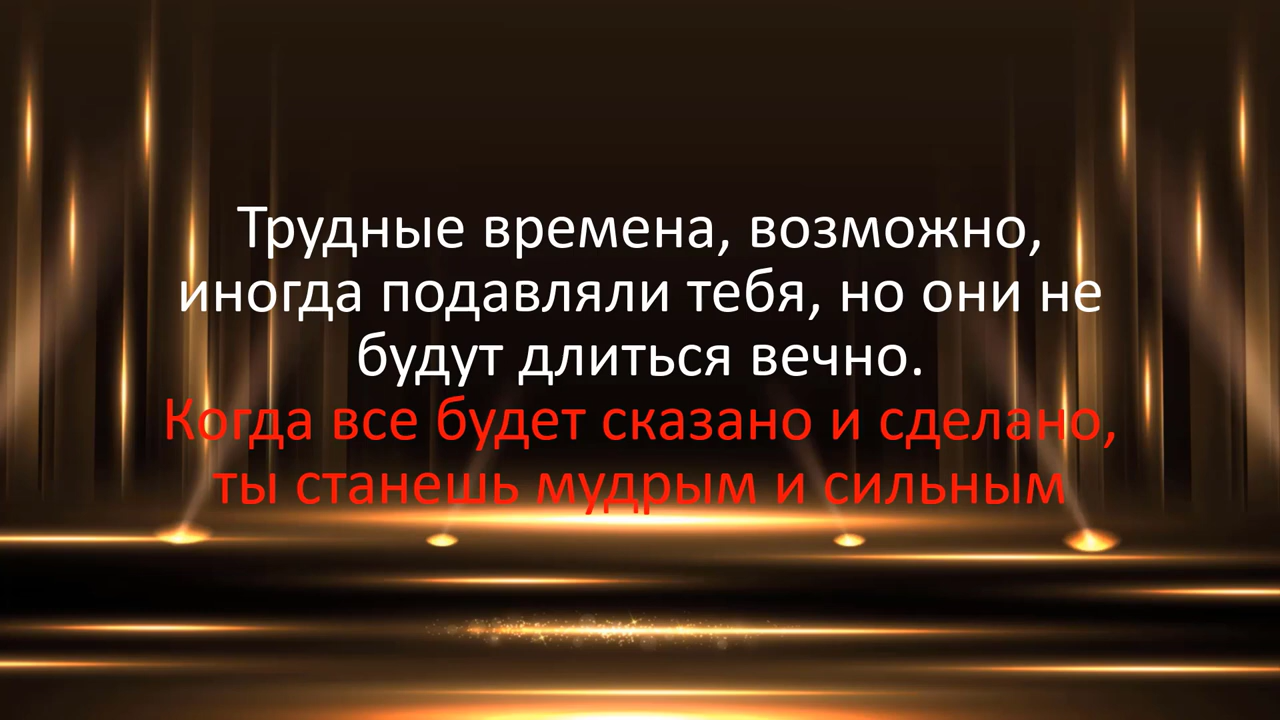 Трудные времена, возможно,
иногда подавляли тебя, но они не
будут длиться вечно.
Когда все будет сказано и сделано,
ты станешь мудрым и сильным